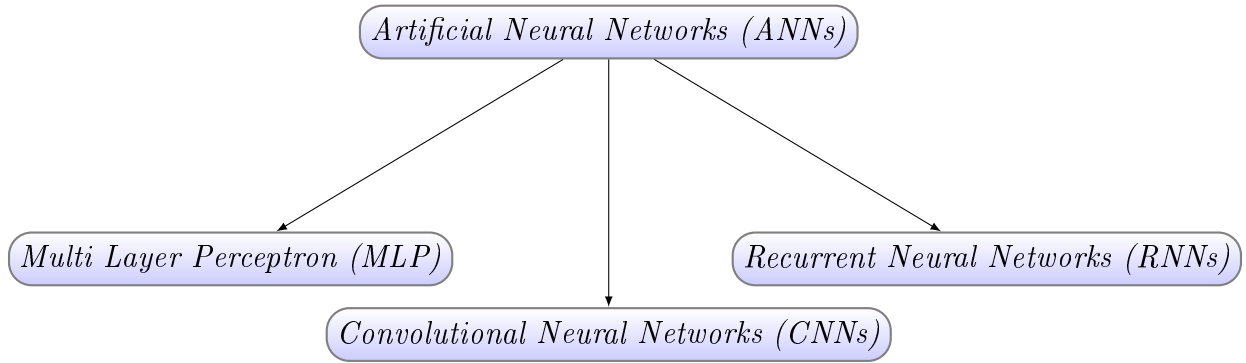 Artificial Neural Networks (ANNs)
Multi Layer Perceptron (MLP)
Recurrent Neural Networks (RNNs)
Convolutional Neural Networks (CNNs)